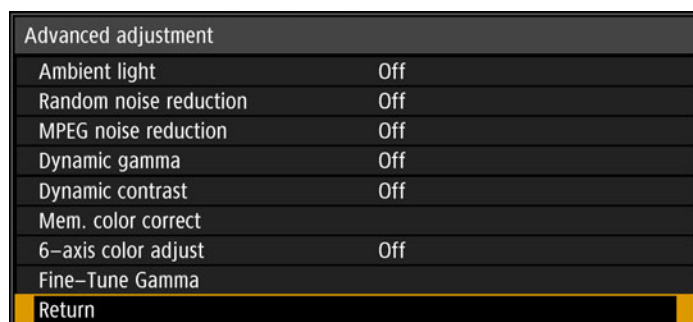 Advanced adjustment
Ambient light Off
Random noise reduction Off
MPEG noise reduction Off
Dynamic gamma Off
Dynamic contrast Off
Mem. color correct
6–axis color adjust Off
Fine–Tune Gamma
Return